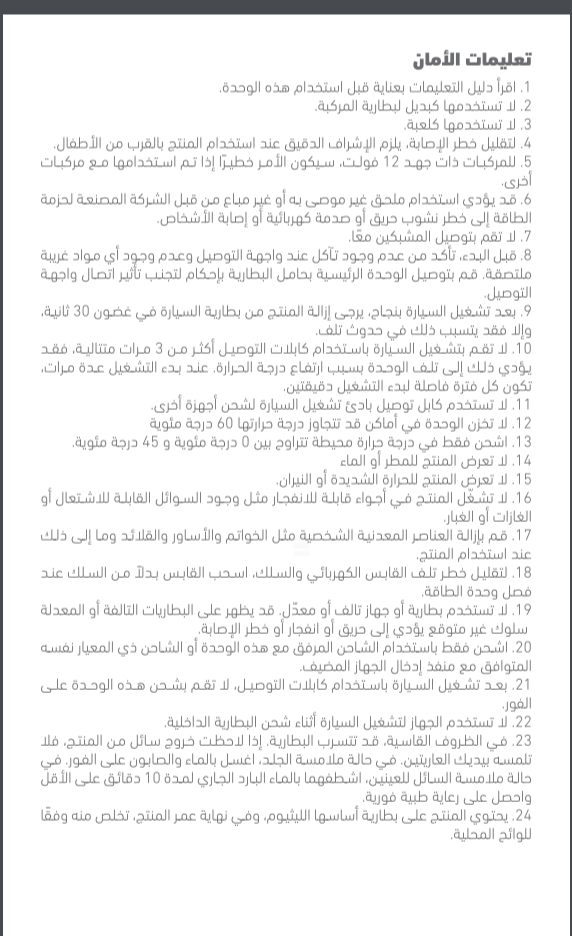 تعليمات الأمان
1. اقرأ دليل التعليمات بعناية قبل استخدام هذه الوحدة.
2. لا تستخدمها كبديل لبطارية المركبة.
3. لا تستخدمها كلعبة.
4. لتقليل خطر الإصابة، يلزم الإشراف الدقيق عند استخدام المنتج بالقرب من الأطفال.
5. للمركبات ذات جهد 12 فولت، سيكون الأمر خطيرًا إذا تم استخدامها مع مركبات
أخرى.
6. قد يؤدي استخدام ملحق غير موصى به أو غير مباع من قبل الشركة المصنعة لحزمة
الطاقة إلى خطر نشوب حريق أو صدمة كهربائية أو إصابة الأشخاص.
7. لا تقم بتوصيل المشبكين معًا.
8. قبل البدء، تأكد من عدم وجود تآكل عند واجهة التوصيل وعدم وجود أي مواد غريبة
ملتصقة. قم بتوصيل الوحدة الرئيسية بحامل البطارية بإحكام لتجنب تأثير اتصال واجهة
التوصيل.
9. بعد تشغيل السيارة بنجاح، يرجى إزالة المنتج من بطارية السيارة في غضون 30 ثانية،
وإلا فقد يتسبب ذلك في حدوث تلف.
10. لا تقم بتشغيل السيارة باستخدام كابلات التوصيل أكثر من 3 مرات متتالية، فقد
يؤدي ذلك إلى تلف الوحدة بسبب ارتفاع درجة الحرارة. عند بدء التشغيل عدة مرات،
تكون كل فترة فاصلة لبدء التشغيل دقيقتين.
11. لا تستخدم كابل توصيل بادئ تشغيل السيارة لشحن أجهزة أخرى.
12. لا تخزن الوحدة في أماكن قد تتجاوز درجة حرارتها 60 درجة مئوية
13. اشحن فقط في درجة حرارة محيطة تتراوح بين 0 درجة مئوية و 45 درجة مئوية.
14. لا تعرض المنتج للمطر أو الماء
15. لا تعرض المنتج للحرارة الشديدة أو النيران.
16. لا تشغّل المنتج في أجواء قابلة للانفجار مثل وجود السوائل القابلة للاشتعال أو
الغازات أو الغبار.
17. قم بإزالة العناصر المعدنية الشخصية مثل الخواتم والأساور والقلائد وما إلى ذلك
عند استخدام المنتج.
18. لتقليل خطر تلف القابس الكهربائي والسلك، اسحب القابس بدلاً من السلك عند
فصل وحدة الطاقة.
19. لا تستخدم بطارية أو جهاز تالف أو معدّل. قد يظهر على البطاريات التالفة أو المعدلة
سلوك غير متوقع يؤدي إلى حريق أو انفجار أو خطر الإصابة.
20. اشحن فقط باستخدام الشاحن المرفق مع هذه الوحدة أو الشاحن ذي المعيار نفسه
المتوافق مع منفذ إدخال الجهاز المضيف.
21. بعد تشغيل السيارة باستخدام كابلات التوصيل، لا تقم بشحن هذه الوحدة على
الفور.
22. لا تستخدم الجهاز لتشغيل السيارة أثناء شحن البطارية الداخلية.
23. في الظروف القاسية، قد تتسرب البطارية. إذا لاحظت خروج سائل من المنتج، فلا
تلمسه بيديك العاريتين. في حالة ملامسة الجلد، اغسل بالماء والصابون على الفور. في
حالة ملامسة السائل للعينين، اشطفهما بالماء البارد الجاري لمدة 10 دقائق على الأقل
واحصل على رعاية طبية فورية.
24. يحتوي المنتج على بطارية أساسها الليثيوم، وفي نهاية عمر المنتج، تخلص منه وفقًا
للوائح المحلية.